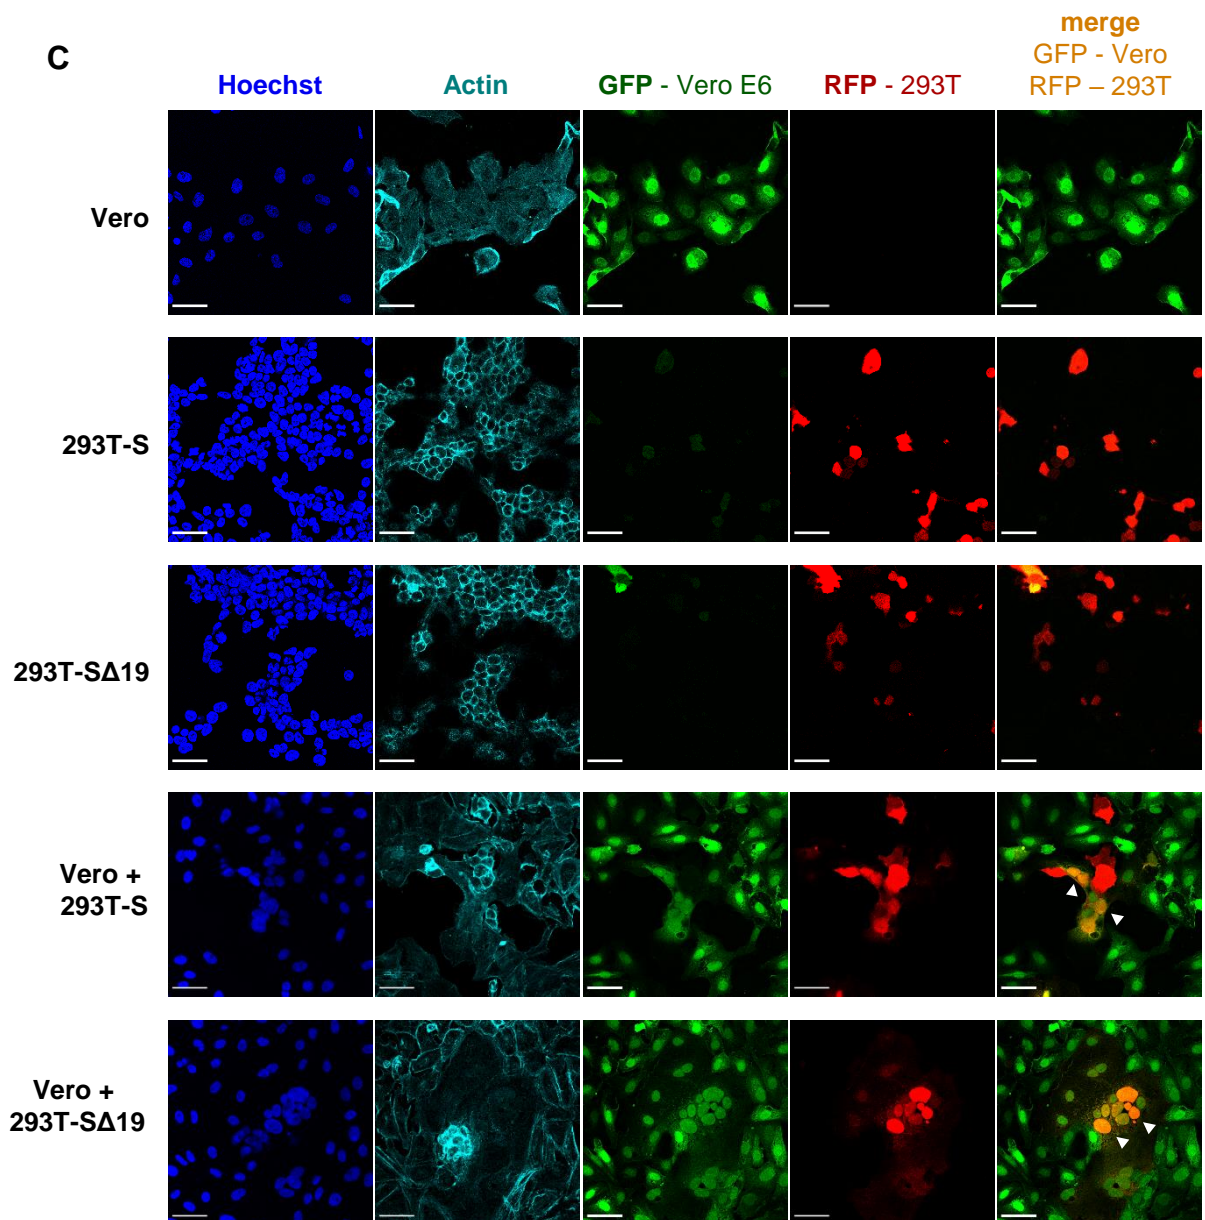 C
merge
GFP - Vero
RFP – 293T
Hoechst
Actin
GFP - Vero E6
RFP - 293T
Vero
293T-S
293T-SΔ19
Vero +
293T-S
Vero +
293T-SΔ19